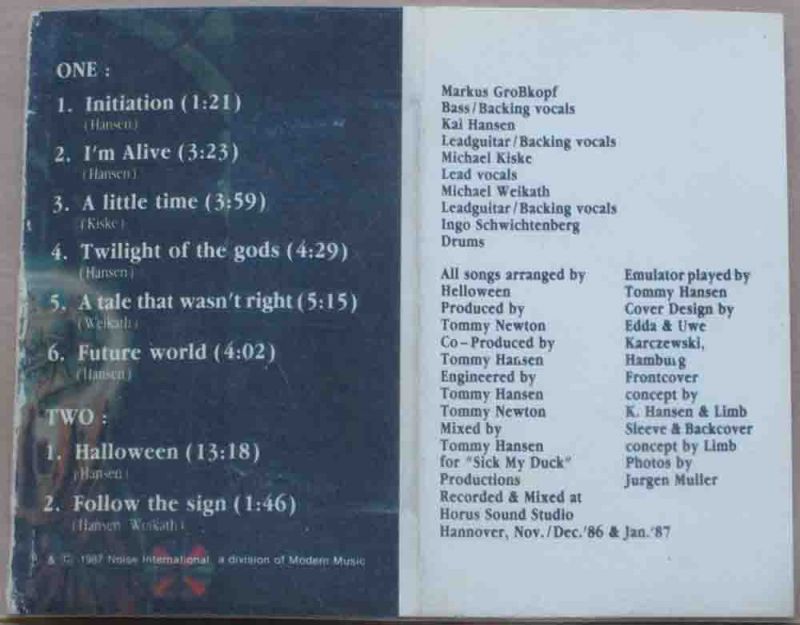 ONE :
1. Initiation (1:21)
(Hansen)
2. I'm Alive (3:23)
(Hansen)
3. A little time (3:59)
(Kiske)
4. Twilight of the gods (4:29)
(Hansen)
5. A tale that wasn't right (5:15)
(Weikath)
6. Future world (4:02)
(Hansen)
TWO :
1. Halloween (13:18)
(Hansen)
2. Follow the sign (1:46)
(Hansen Weikath)
& © 1987 Noise International a division of Modern Music
Markus GroBkopf
Bass/Backing vocals
Kai Hansen
Leadguitar/Backing vocals
Michael Kiske
Lead vocals
Michael Weikath
Leadguitar/Backing vocals
Ingo Schwichtenberg
Drums
All songs arranged by
Helloween
Produced by
Tommy Newton
Co-Produced by
Tommy Hansen
Engineered by
Tommy Hansen
Tommy Newton
Mixed by
Tommy Hansen
for "Sick My Duck"
Productions
Recorded & Mixed at
Horus Sound Studio
Hannover, Nov./Dec.'86 & Jan.'87
Emulator played by
Tommy Hansen
Cover Design by
Edda & Uwe
Karczewski,
Hamburg
Frontcover
concept by
K. Hansen & Limb
Sleeve & Backcover
concept by Limb
Photos by
Jurgen Muller